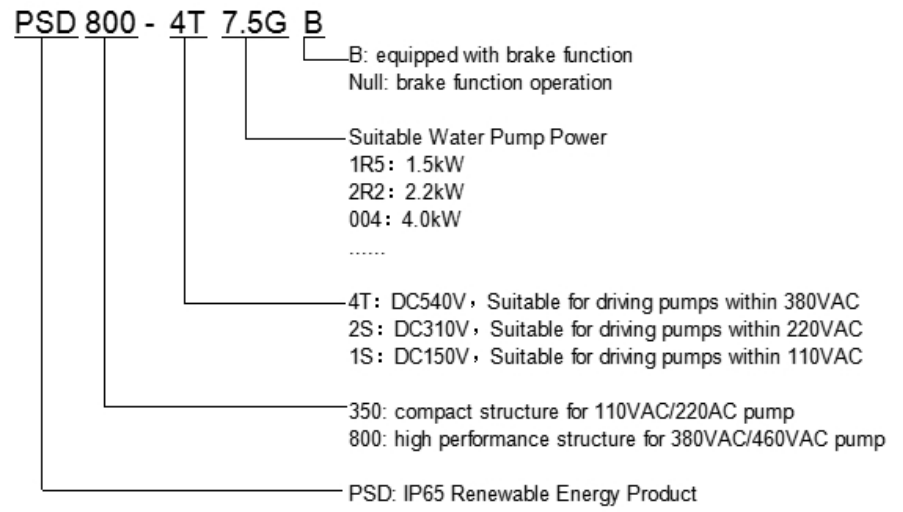 PSD 800 - 4T 7.5G B
B: equipped with brake function
Null: brake function operation
Suitable Water Pump Power
1R5：1.5kW
2R2：2.2kW
004：4.0kW
......
4T：DC540V，Suitable for driving pumps within 380VAC
2S：DC310V，Suitable for driving pumps within 220VAC
1S：DC150V，Suitable for driving pumps within 110VAC
350: compact structure for 110VAC/220AC pump
800: high performance structure for 380VAC/460VAC pump
PSD: IP65 Renewable Energy Product